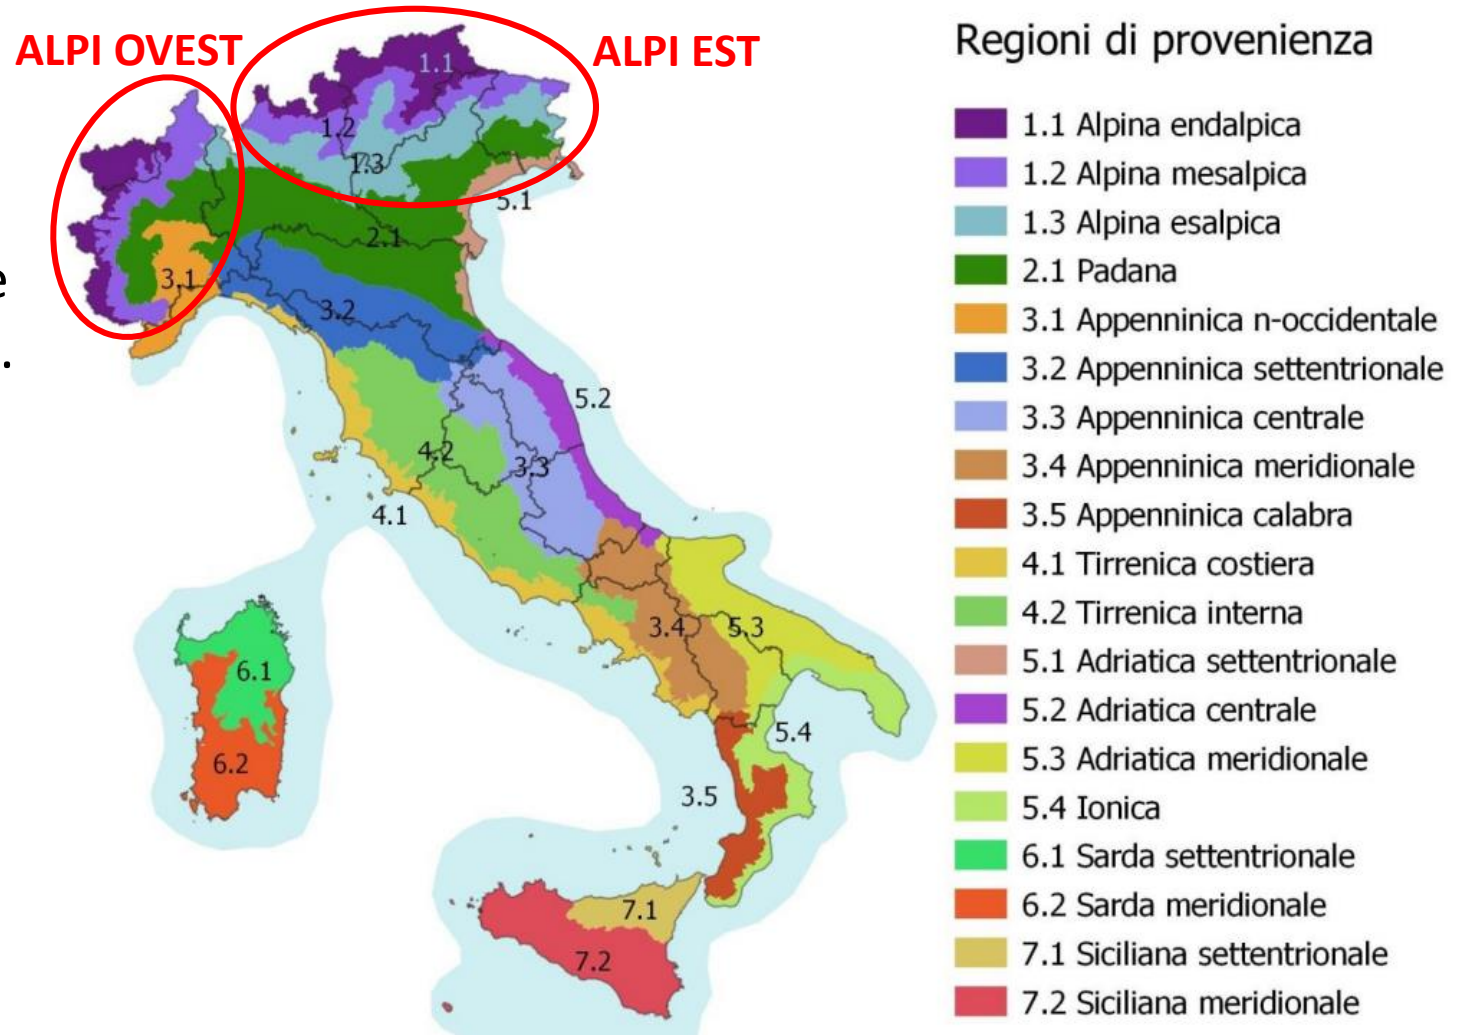 ALPI OVEST
ALPI EST
1.1
1.2
1.3
5.1
2.1
3.1
3.2
5.2
4.2
3.3
4.1
3.4
5.3
6.1
5.4
6.2
3.5
7.1
7.2
e
.
Regioni di provenienza
1.1 Alpina endalpica
1.2 Alpina mesalpica
1.3 Alpina esalpica
2.1 Padana
3.1 Appenninica n-occidentale
3.2 Appenninica settentrionale
3.3 Appenninica centrale
3.4 Appenninica meridionale
3.5 Appenninica calabra
4.1 Tirrenica costiera
4.2 Tirrenica interna
5.1 Adriatica settentrionale
5.2 Adriatica centrale
5.3 Adriatica meridionale
5.4 Ionica
6.1 Sarda settentrionale
6.2 Sarda meridionale
7.1 Siciliana settentrionale
7.2 Siciliana meridionale